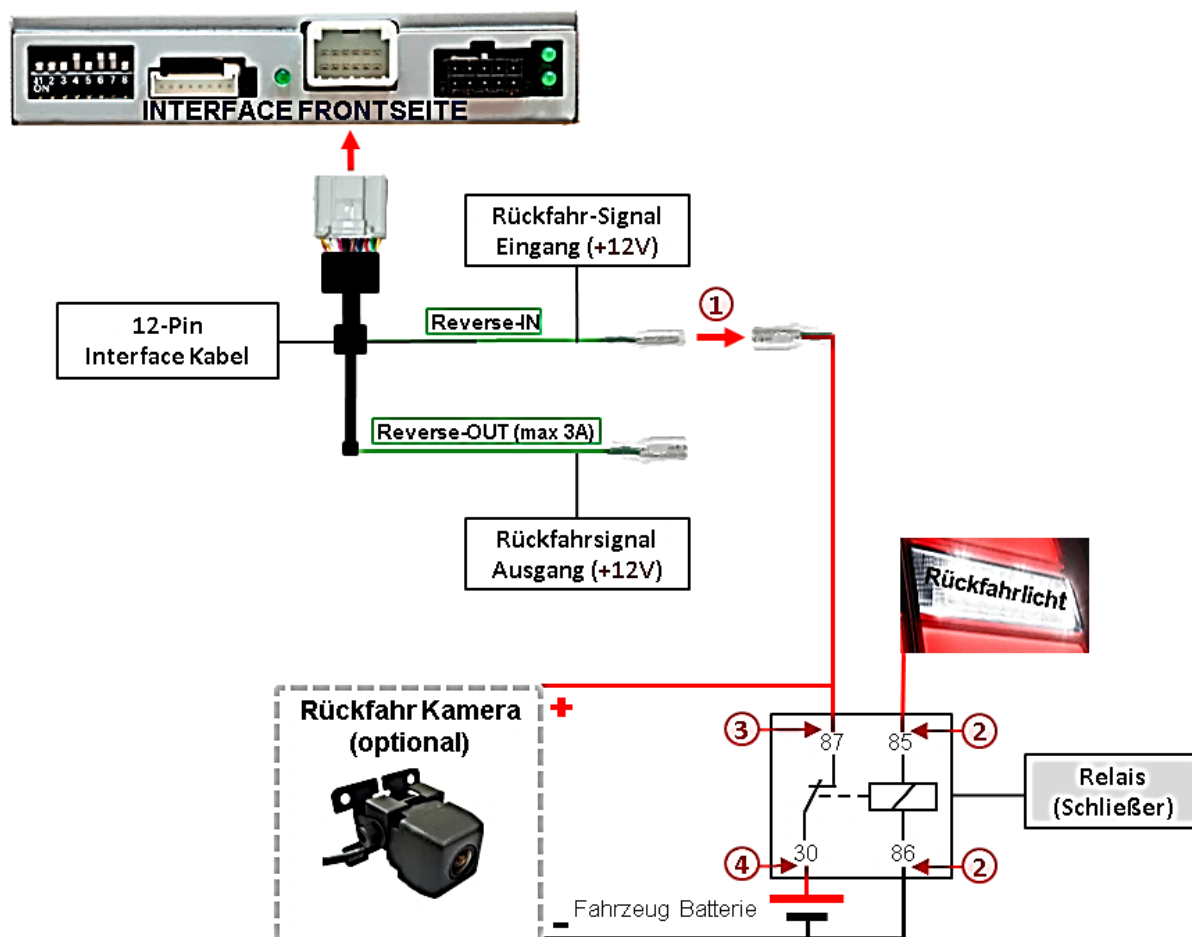 1 2 3 4 5 6 7 8
ON
INTERFACE FRONTSEITE
Rückfahr-Signal
Eingang (+12V)
12-Pin
Interface Kabel
Reverse-IN
1
Reverse-OUT (max 3A)
Rückfahrsignal
Ausgang (+12V)
Rückfahrlicht
Rückfahr Kamera
(optional)
+
3
87
85
2
Relais
(Schließer)
4
30
86
2
- Fahrzeug Batterie